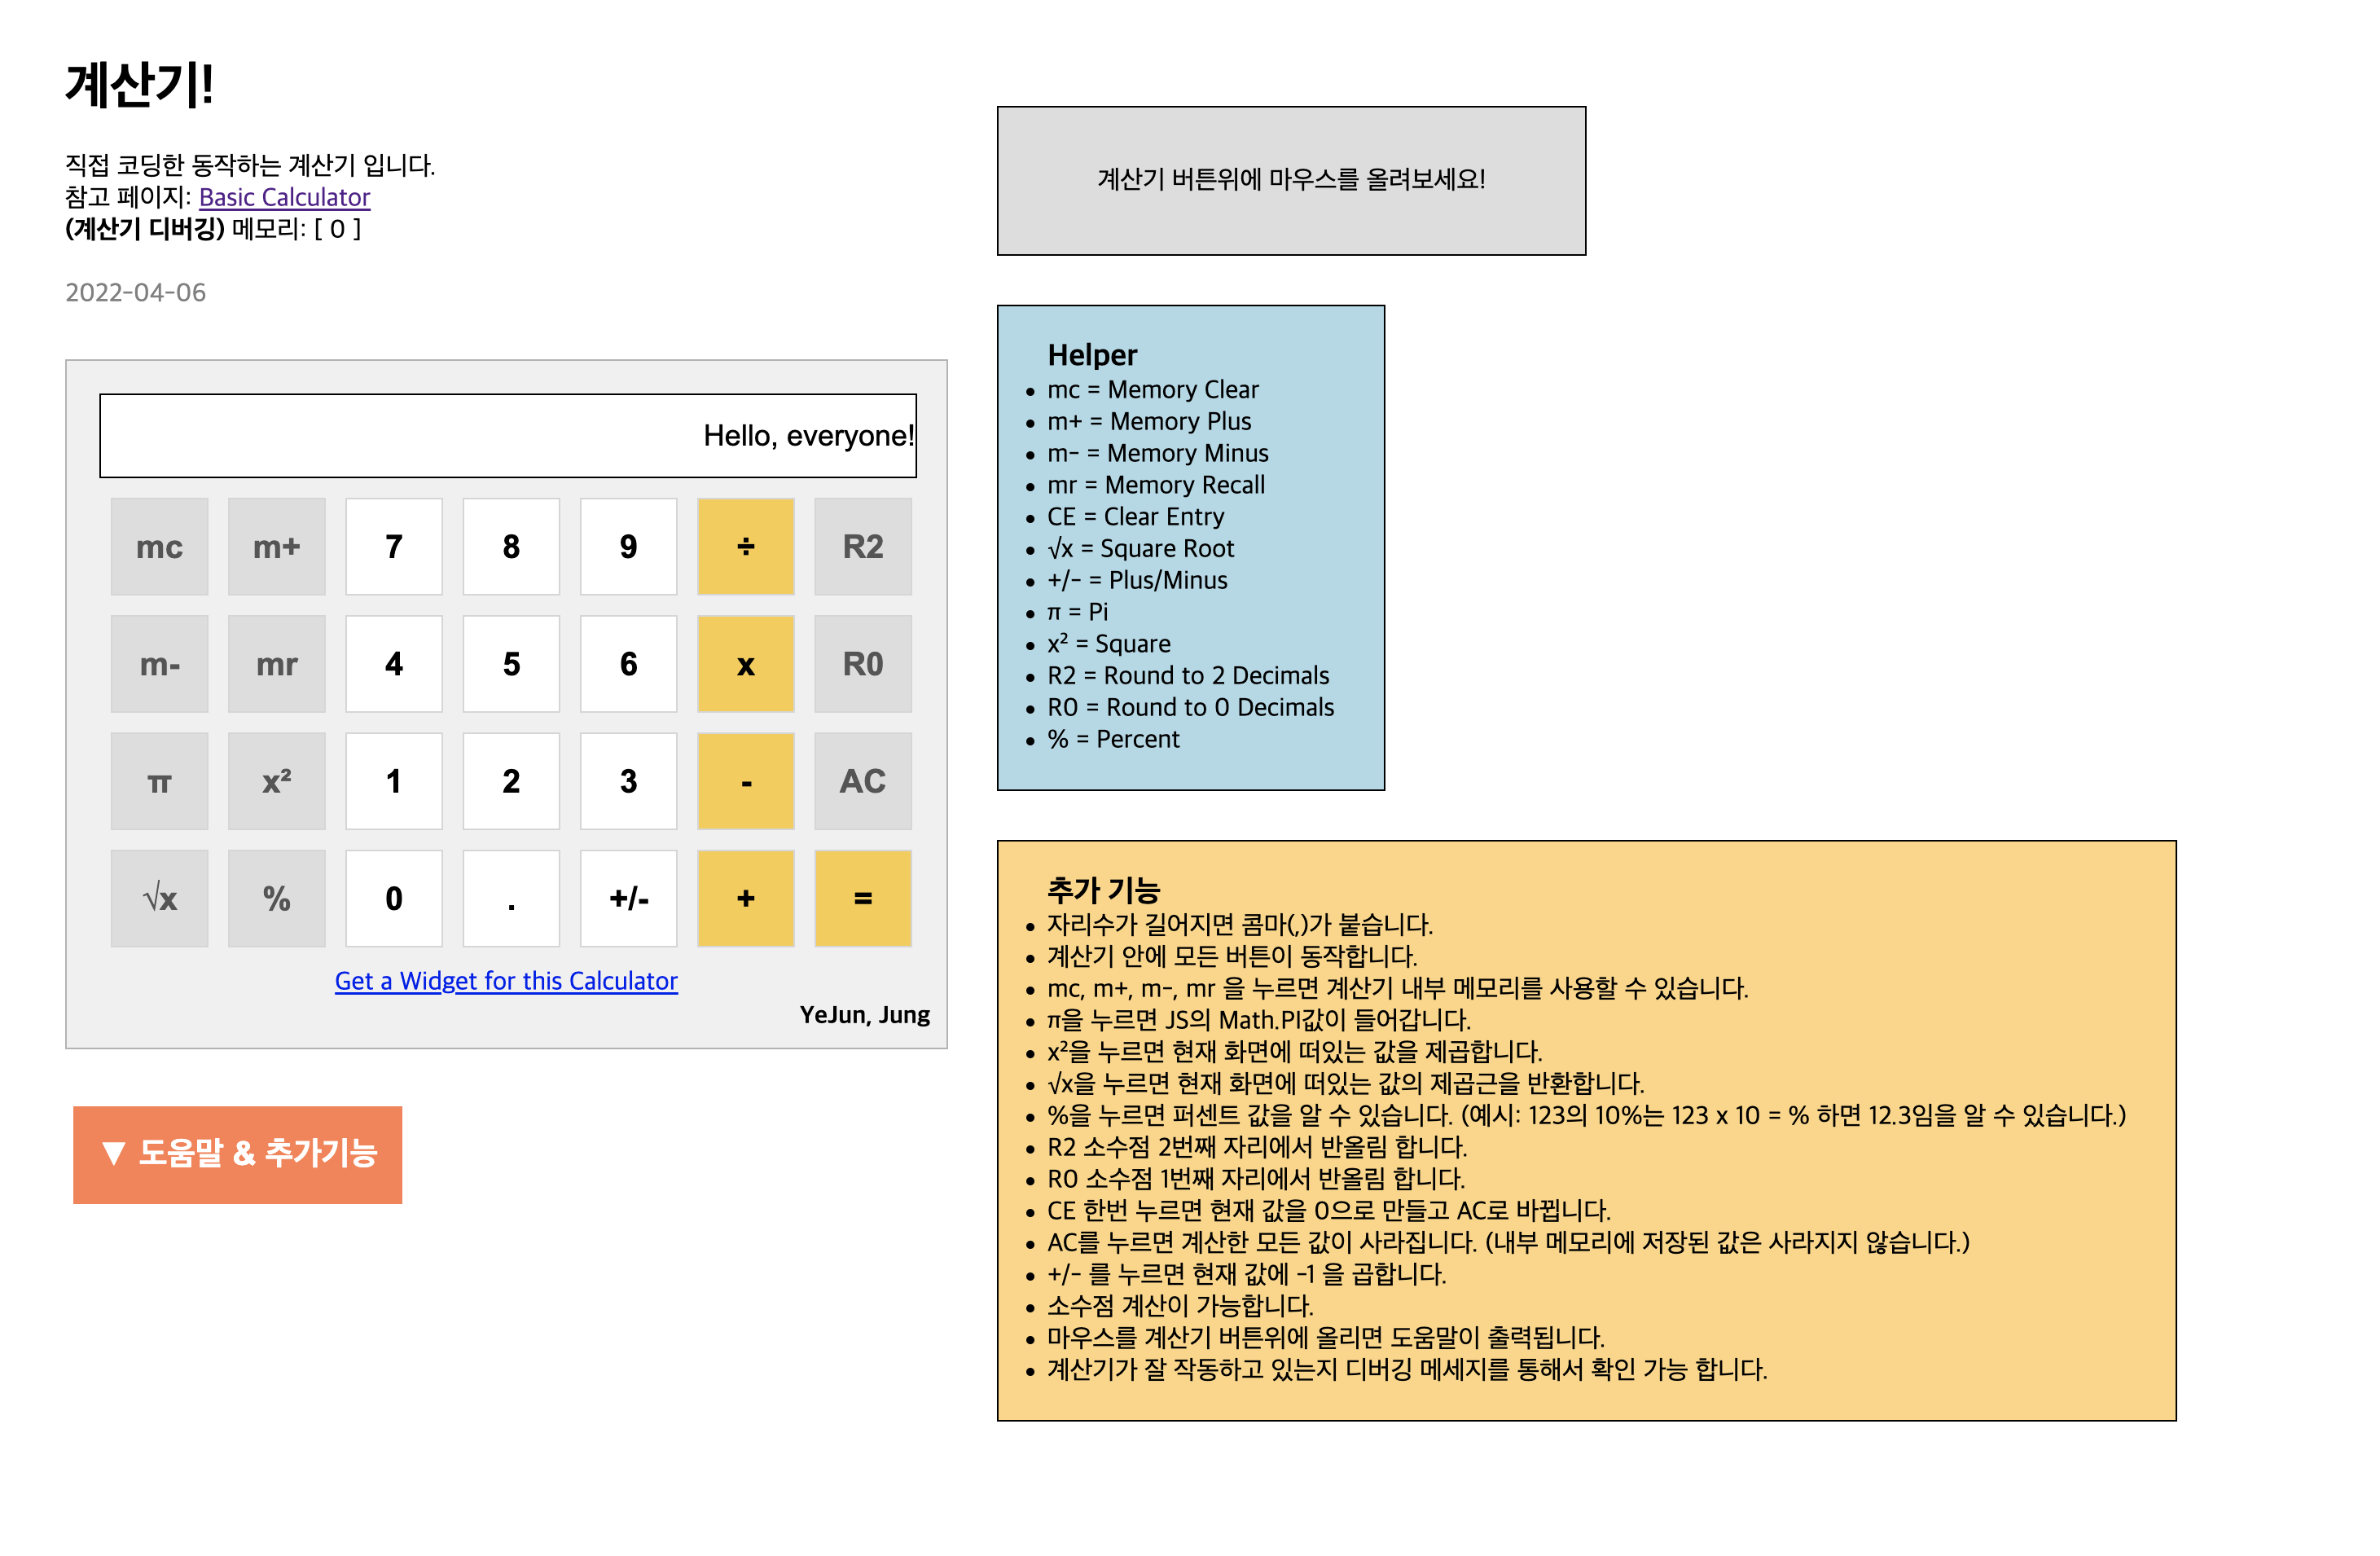 계산기!
직접 코딩한 동작하는 계산기 입니다.
참고 페이지: Basic Calculator
(계산기 디버깅) 메모리: [ 0 ]
2022-04-06
Hello, everyone!
mc m+ 7 8 9 ÷ R2
m- mr 4 5 6 x R0
π x² 1 2 3 - AC
√x % 0 . +/- + =
Get a Widget for this Calculator
YeJun, Jung
▼ 도움말 & 추가기능
계산기 버튼위에 마우스를 올려보세요!
Helper
• mc = Memory Clear
• m+ = Memory Plus
• m- = Memory Minus
• mr = Memory Recall
• CE = Clear Entry
• √x = Square Root
• +/- = Plus/Minus
• π = Pi
• x² = Square
• R2 = Round to 2 Decimals
• R0 = Round to 0 Decimals
• % = Percent
추가 기능
• 자리수가 길어지면 콤마(,)가 붙습니다.
• 계산기 안에 모든 버튼이 동작합니다.
• mc, m+, m-, mr 을 누르면 계산기 내부 메모리를 사용할 수 있습니다.
• π을 누르면 JS의 Math.PI값이 들어갑니다.
• x²을 누르면 현재 화면에 떠있는 값을 제곱합니다.
• √x을 누르면 현재 화면에 떠있는 값의 제곱근을 반환합니다.
• %을 누르면 퍼센트 값을 알 수 있습니다. (예시: 123의 10%는 123 x 10 = % 하면 12.3임을 알 수 있습니다.)
• R2 소수점 2번째 자리에서 반올림 합니다.
• R0 소수점 1번째 자리에서 반올림 합니다.
• CE 한번 누르면 현재 값을 0으로 만들고 AC로 바뀝니다.
• AC를 누르면 계산한 모든 값이 사라집니다. (내부 메모리에 저장된 값은 사라지지 않습니다.)
• +/- 를 누르면 현재 값에 -1 을 곱합니다.
• 소수점 계산이 가능합니다.
• 마우스를 계산기 버튼위에 올리면 도움말이 출력됩니다.
• 계산기가 잘 작동하고 있는지 디버깅 메세지를 통해서 확인 가능 합니다.